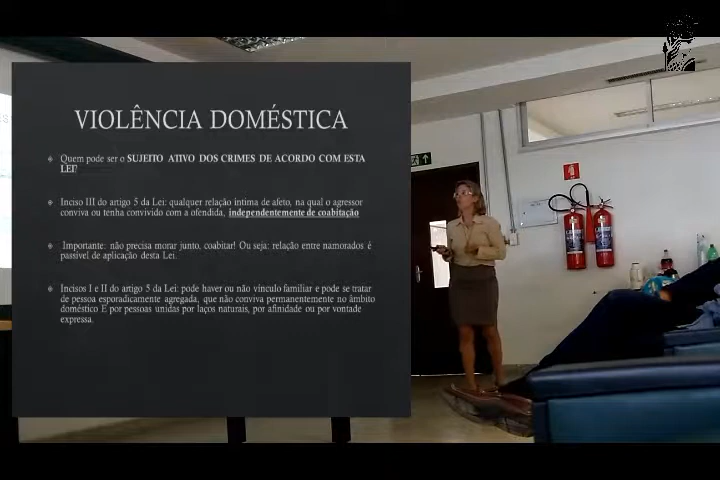 VIOLÊNCIA DOMÉSTICA
Quem pode ser o SUJEITO ATIVO DOS CRIMES DE ACORDO COM ESTA
LEI?
Inciso III do artigo 5 da Lei: qualquer relação íntima de afeto, na qual o agressor
conviva ou tenha convivido com a ofendida, independentemente de coabitação
Importante: não precisa morar junto, coabitar! Ou seja: relação entre namorados é
passível de aplicação desta Lei.
Incisos I e II do artigo 5 da Lei: pode haver ou não vínculo familiar e pode se tratar
de pessoa esporadicamente agregada, que não conviva permanentemente no âmbito
doméstico E por pessoas unidas por laços naturais, por afinidade ou por vontade
expressa.